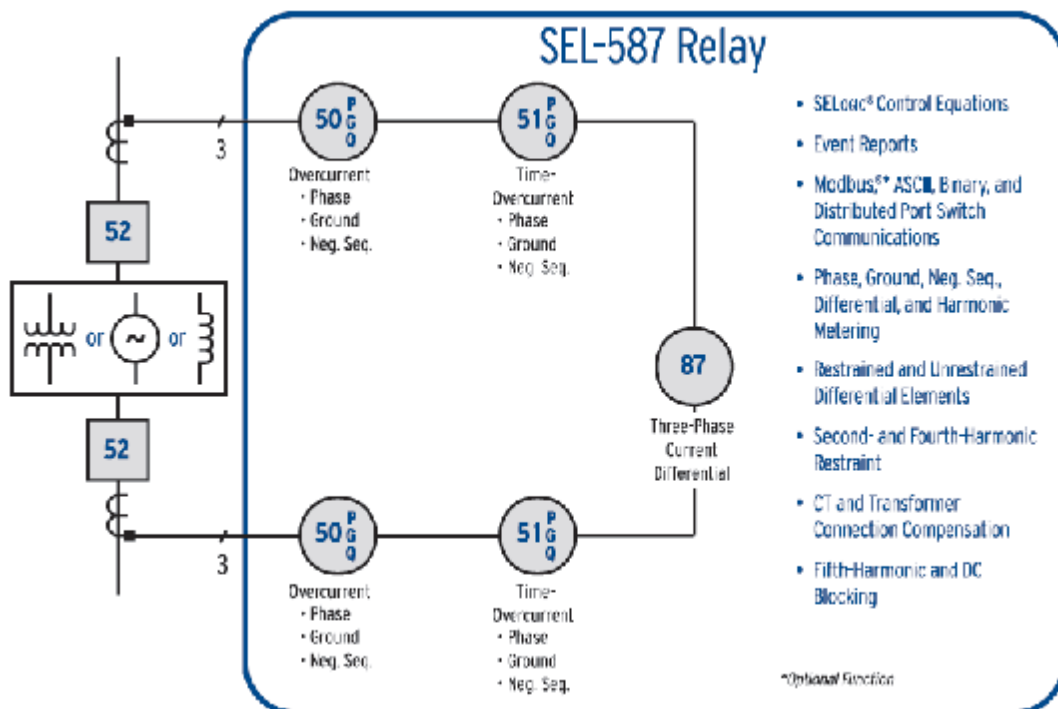 SEL-587 Relay
3
50 P G Q
Overcurrent
• Phase
• Ground
• Neg. Seq.
51 P G Q
Time-
Overcurrent
• Phase
• Ground
• Neg. Seq.
52
or
~
or
52
87
Three-Phase
Current
Differential
3
50 P G Q
Overcurrent
• Phase
• Ground
• Neg. Seq.
51 P G Q
Time-
Overcurrent
• Phase
• Ground
• Neg. Seq.
• SELOGIC® Control Equations
• Event Reports
• Modbus,®* ASCII, Binary, and
Distributed Port Switch
Communications
• Phase, Ground, Neg. Seq.,
Differential, and Harmonic
Metering
• Restrained and Unrestrained
Differential Elements
• Second- and Fourth-Harmonic
Restraint
• CT and Transformer
Connection Compensation
• Fifth-Harmonic and DC
Blocking
*Optional Function